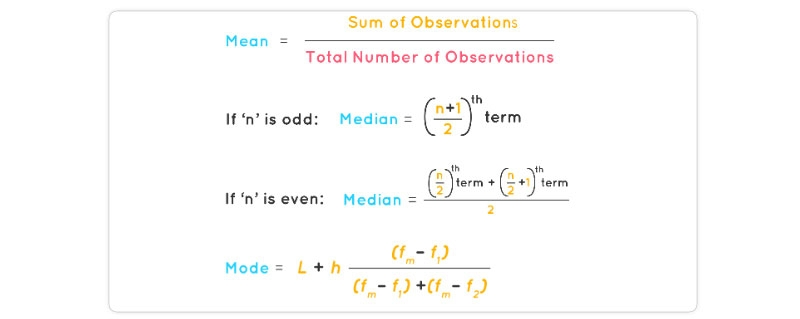 Mean = Sum of Observations / Total Number of Observations
If ‘n’ is odd: Median = ((n+1)/2)th term
If ‘n’ is even: Median = ((n/2)th term + (n/2 +1)th term) / 2
Mode = L + h (fm − f1) / ((fm − f1) + (fm − f2))